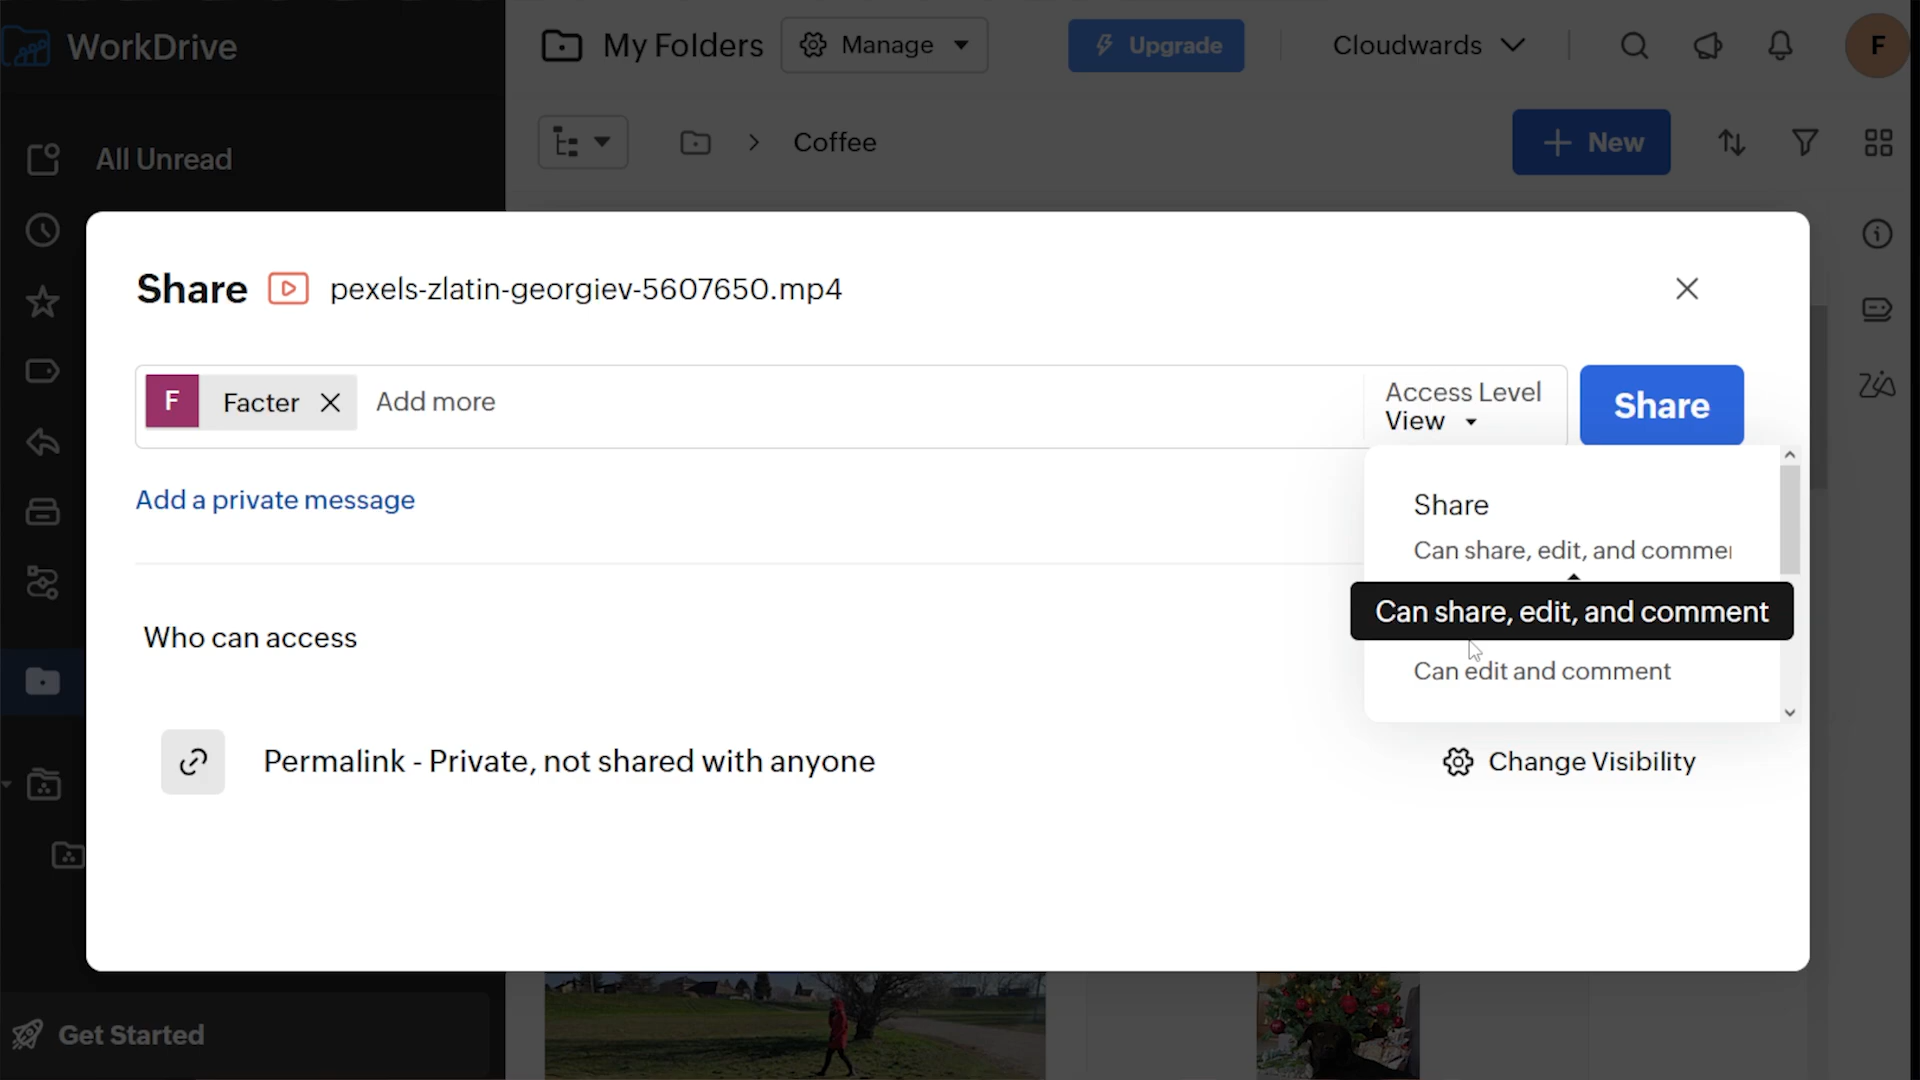 WorkDrive
My Folders
Manage
Upgrade
Cloudwards
F
All Unread
Coffee
New
Share pexels-zlatin-georgiev-5607650.mp4
F Facter Add more
Access Level
View
Share
Add a private message
Share
Can share, edit, and commer
Can share, edit, and comment
Can edit and comment
Who can access
Permalink - Private, not shared with anyone
Change Visibility
Get Started